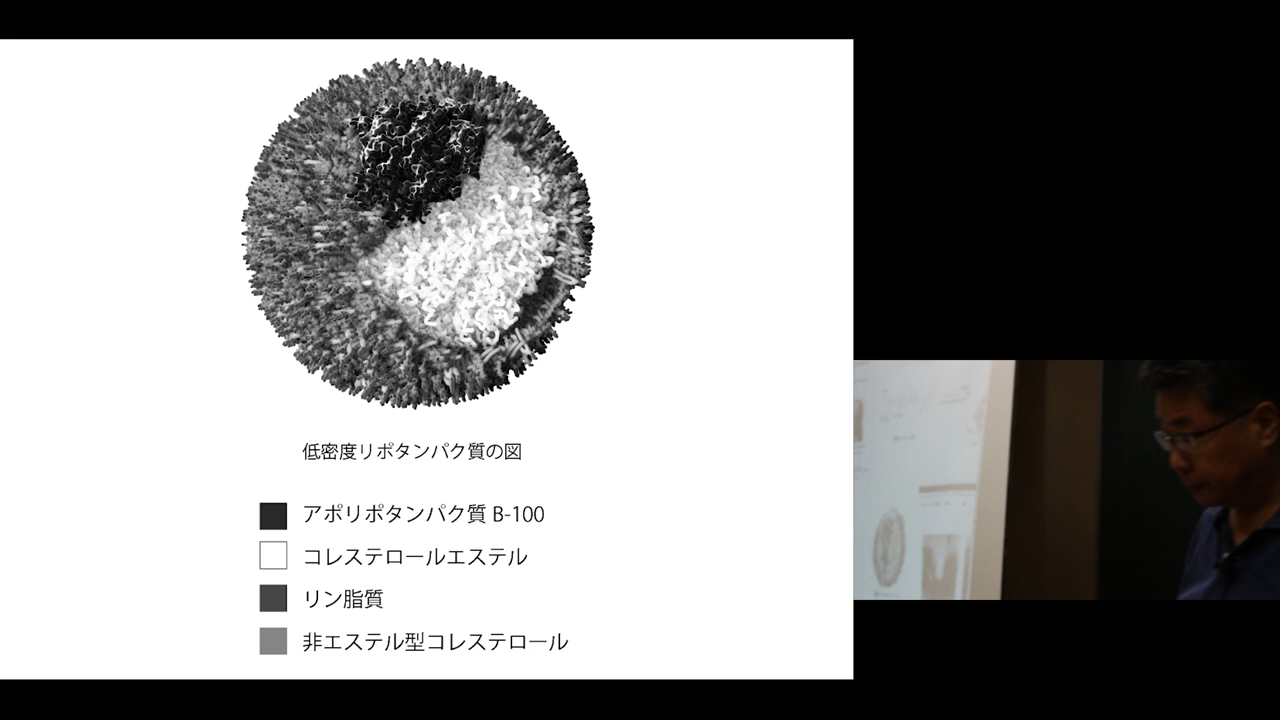 低密度リポタンパク質の図
アポリポタンパク質 B-100
コレステロールエステル
リン脂質
非エステル型コレステロール